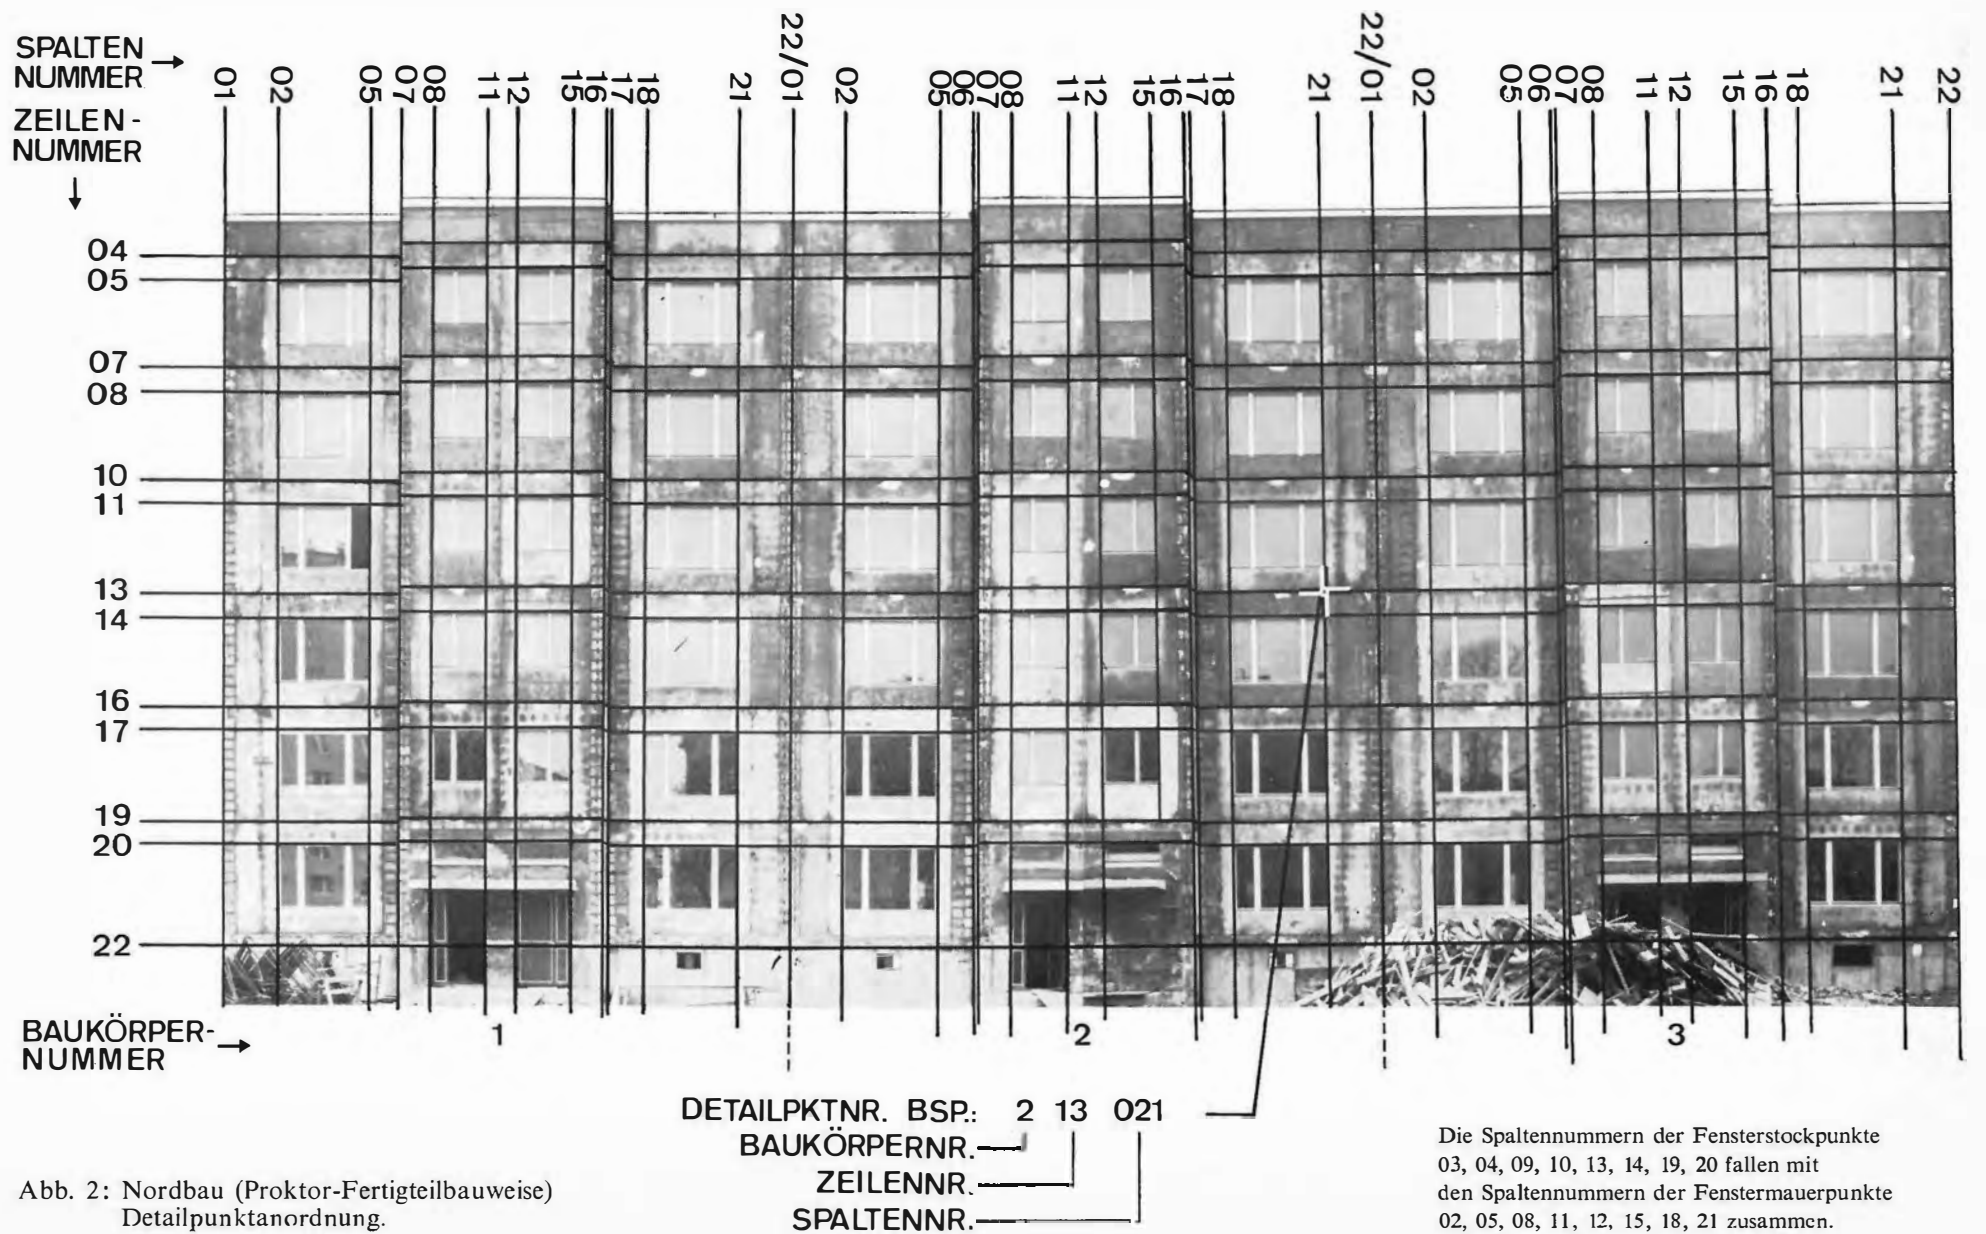 SPALTEN
NUMMER
01 02 05 07 08 11 12 15 16 17 18 21 22/01 02 05 06 07 08 11 12 15 16 17 18 21 22/01 02 05 06 07 08 11 12 15 16 18 21 22
ZEILEN-
NUMMER
04
05
07
08
10
11
13
14
16
17
19
20
22
BAUKÖRPER-
NUMMER
1 2 3
DETAILPKTNR. BSP.: 2 13 021
BAUKÖRPERNR.
ZEILENNR.
SPALTENNR.
Abb. 2: Nordbau (Proktor-Fertigteilbauweise)
Detailpunktanordnung.
Die Spaltennummern der Fensterstockpunkte
03, 04, 09, 10, 13, 14, 19, 20 fallen mit
den Spaltennummern der Fenstermauerpunkte
02, 05, 08, 11, 12, 15, 18, 21 zusammen.